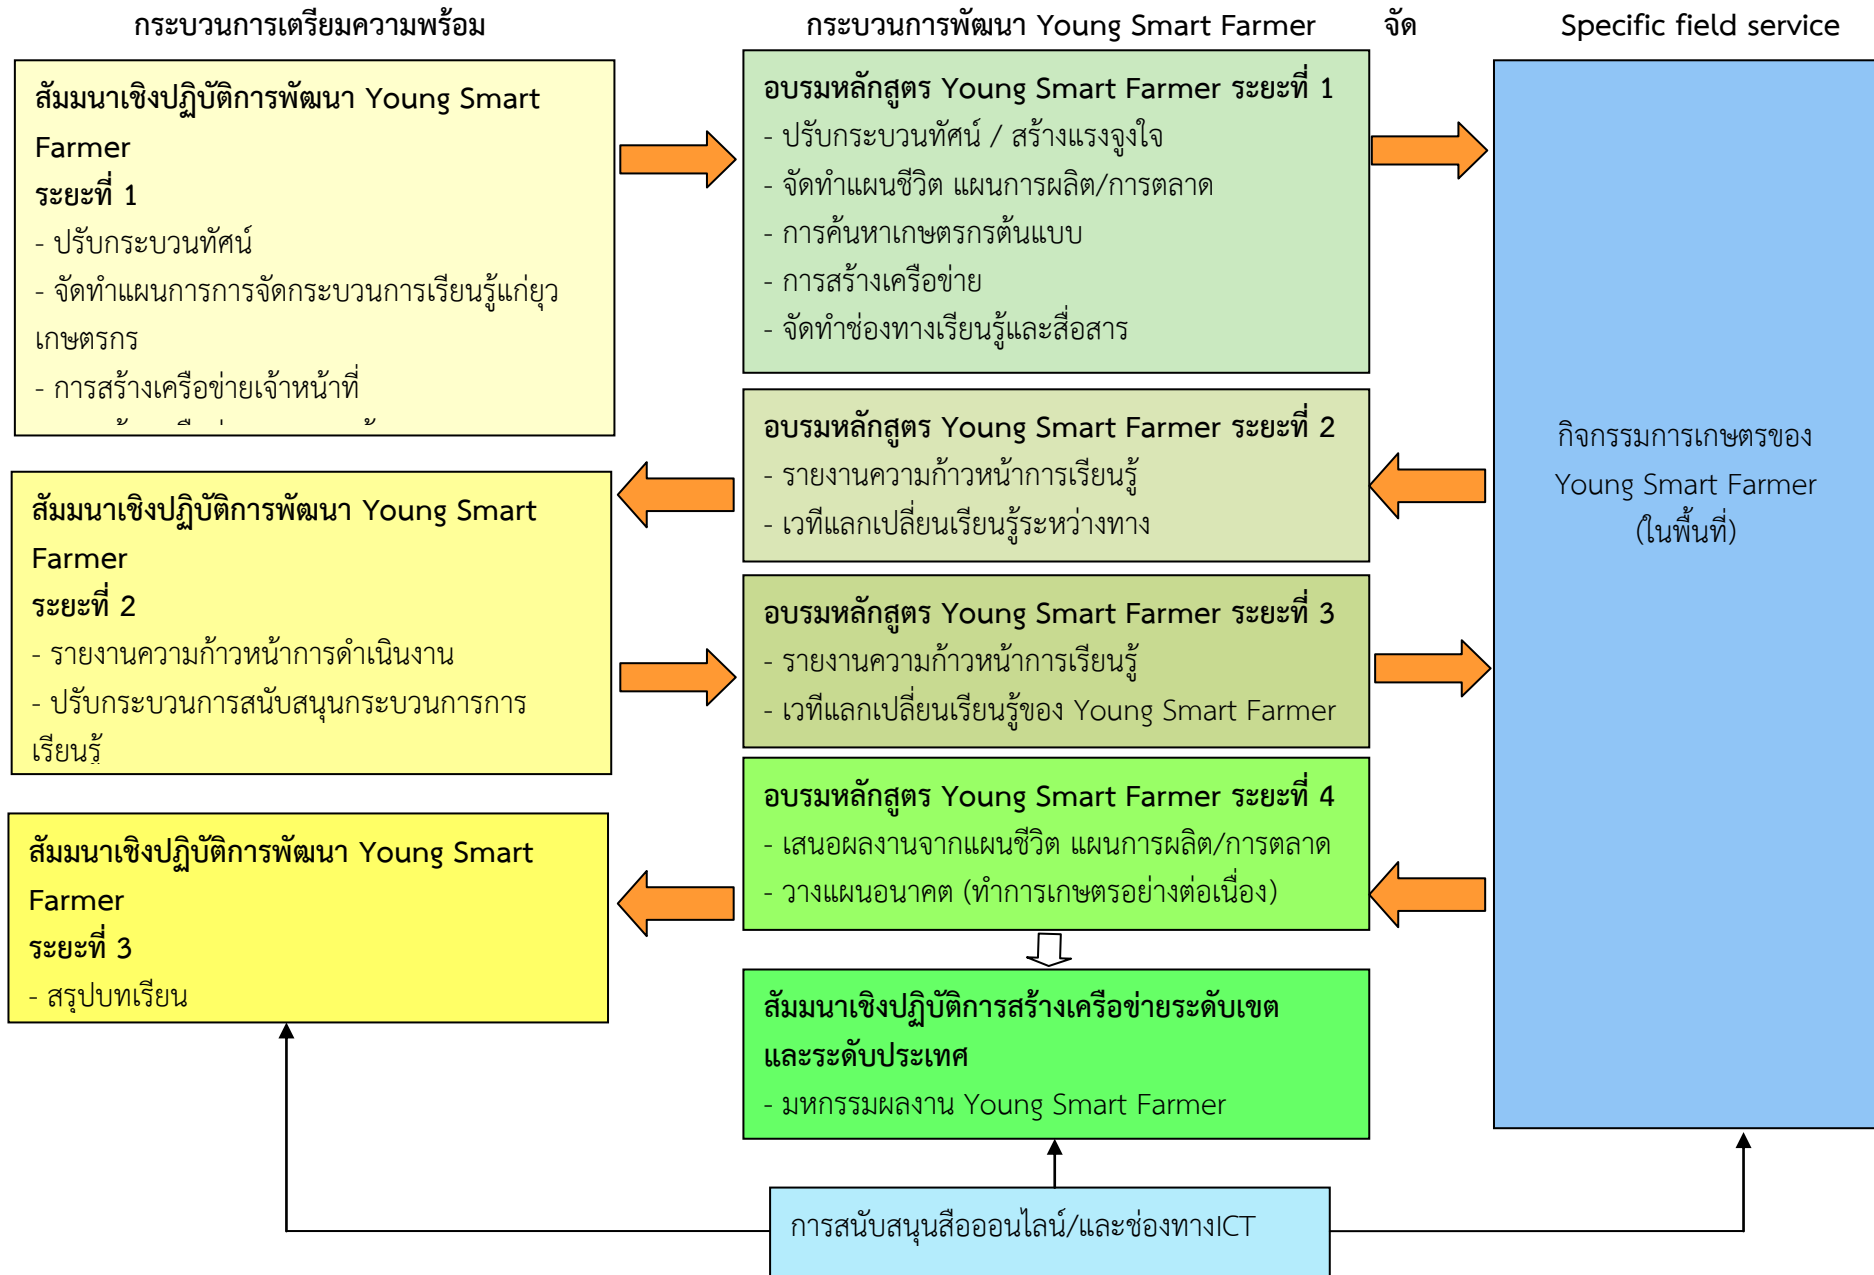 กระบวนการเตรียมความพร้อม
กระบวนการพัฒนา Young Smart Farmer
จัด
Specific field service
สัมมนาเชิงปฏิบัติการพัฒนา Young Smart
Farmer
ระยะที่ 1
- ปรับกระบวนทัศน์
- จัดทำแผนการการจัดกระบวนการเรียนรู้แก่ยุว
เกษตรกร
- การสร้างเครือข่ายเจ้าหน้าที่
สัมมนาเชิงปฏิบัติการพัฒนา Young Smart
Farmer
ระยะที่ 2
- รายงานความก้าวหน้าการดำเนินงาน
- ปรับกระบวนการสนับสนุนกระบวนการการ
เรียนรู้
สัมมนาเชิงปฏิบัติการพัฒนา Young Smart
Farmer
ระยะที่ 3
- สรุปบทเรียน
อบรมหลักสูตร Young Smart Farmer ระยะที่ 1
- ปรับกระบวนทัศน์ / สร้างแรงจูงใจ
- จัดทำแผนชีวิต แผนการผลิต/การตลาด
- การค้นหาเกษตรกรต้นแบบ
- การสร้างเครือข่าย
- จัดทำช่องทางเรียนรู้และสื่อสาร
อบรมหลักสูตร Young Smart Farmer ระยะที่ 2
- รายงานความก้าวหน้าการเรียนรู้
- เวทีแลกเปลี่ยนเรียนรู้ระหว่างทาง
อบรมหลักสูตร Young Smart Farmer ระยะที่ 3
- รายงานความก้าวหน้าการเรียนรู้
- เวทีแลกเปลี่ยนเรียนรู้ของ Young Smart Farmer
อบรมหลักสูตร Young Smart Farmer ระยะที่ 4
- เสนอผลงานจากแผนชีวิต แผนการผลิต/การตลาด
- วางแผนอนาคต (ทำการเกษตรอย่างต่อเนื่อง)
สัมมนาเชิงปฏิบัติการสร้างเครือข่ายระดับเขต
และระดับประเทศ
- มหกรรมผลงาน Young Smart Farmer
กิจกรรมการเกษตรของ
Young Smart Farmer
(ในพื้นที่)
การสนับสนุนสือออนไลน์/และช่องทางICT